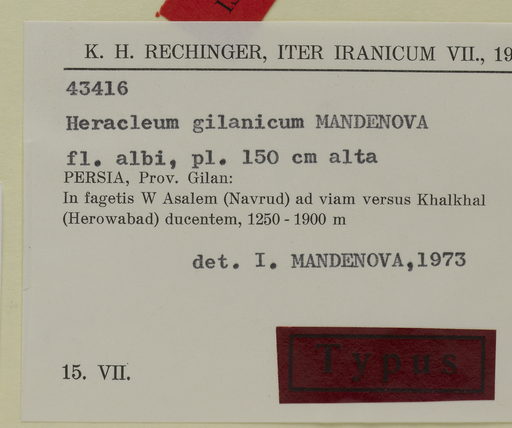 K. H. RECHINGER, ITER IRANICUM VII., 19
43416
Heracleum gilanicum MANDENOVA
fl. albi, pl. 150 cm alta
PERSIA, Prov. Gilan:
In fagetis W Asalem (Navrud) ad viam versus Khalkhal
(Herowabad) ducentem, 1250 - 1900 m
det. I. MANDENOVA,1973
15. VII.
Typus